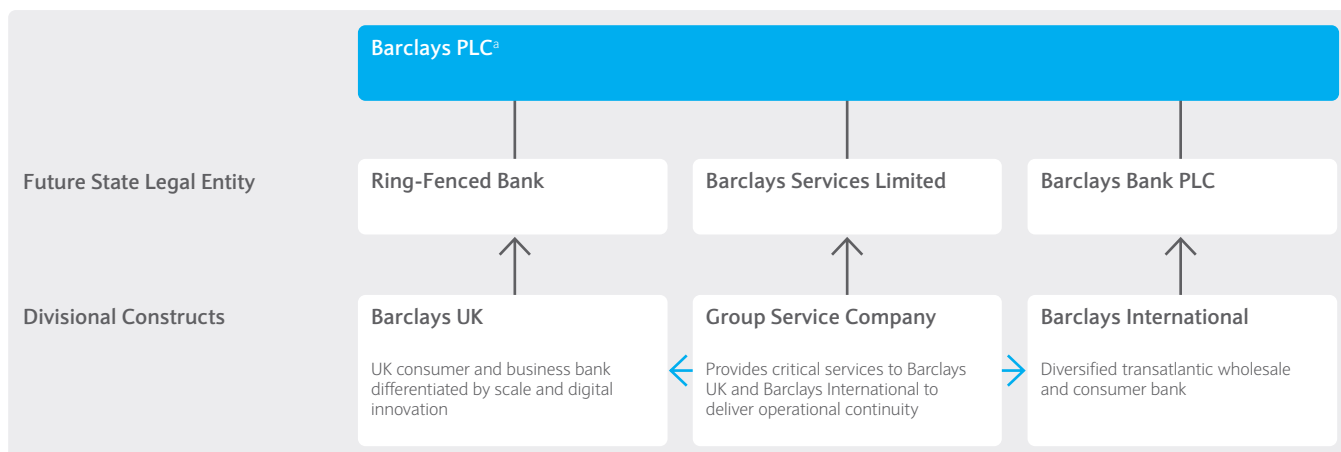 Barclays PLCᵃ
Future State Legal Entity
Ring-Fenced Bank
Barclays Services Limited
Barclays Bank PLC
Divisional Constructs
Barclays UK
UK consumer and business bank
differentiated by scale and digital
innovation
Group Service Company
Provides critical services to Barclays
UK and Barclays International to
deliver operational continuity
Barclays International
Diversified transatlantic wholesale
and consumer bank